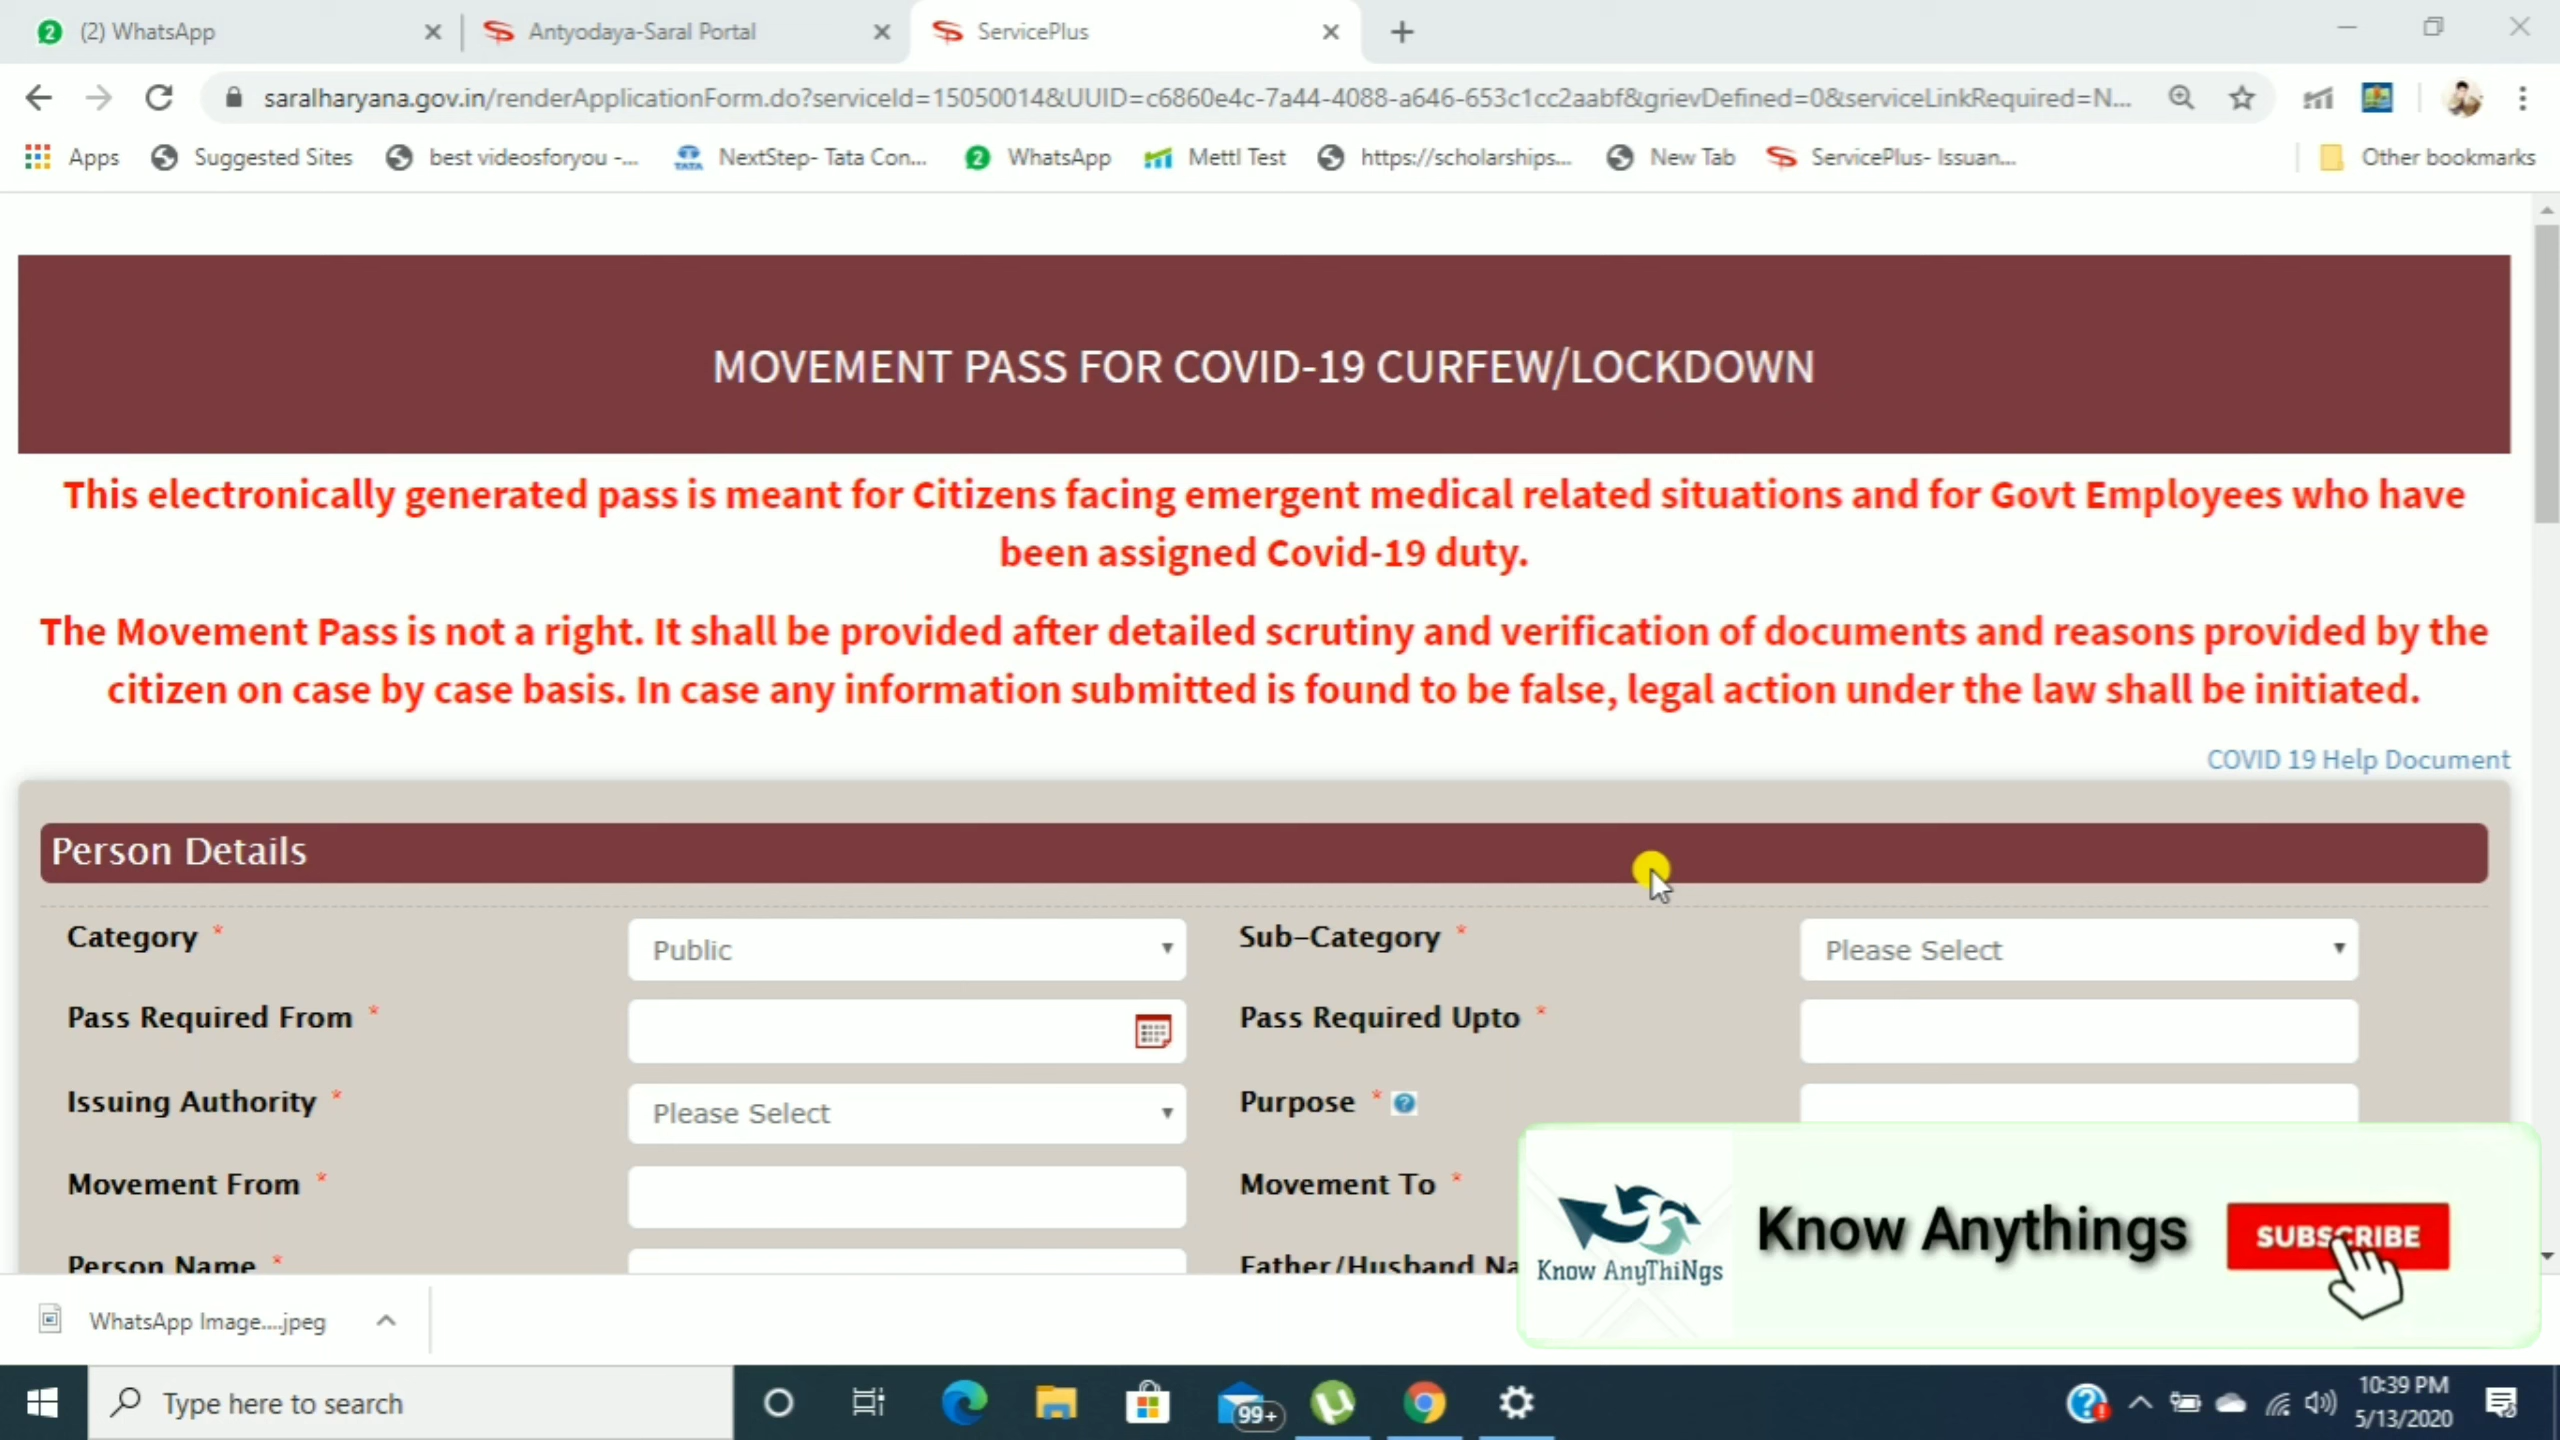 2 (2) WhatsApp
Antyodaya-Saral Portal
ServicePlus
saralharyana.gov.in/renderApplicationForm.do?serviceId=15050014&UUID=c6860e4c-7a44-4088-a646-653c1cc2aabf&grievDefined=0&serviceLinkRequired=N...
Apps Suggested Sites best videosforyou -... TATA NextStep- Tata Con... 2 WhatsApp Mettl Test https://scholarships... New Tab ServicePlus- Issuan... Other bookmarks
MOVEMENT PASS FOR COVID-19 CURFEW/LOCKDOWN
This electronically generated pass is meant for Citizens facing emergent medical related situations and for Govt Employees who have
been assigned Covid-19 duty.
The Movement Pass is not a right. It shall be provided after detailed scrutiny and verification of documents and reasons provided by the
citizen on case by case basis. In case any information submitted is found to be false, legal action under the law shall be initiated.
COVID 19 Help Document
Person Details
Category * Public Sub-Category * Please Select
Pass Required From * Pass Required Upto *
Issuing Authority * Please Select Purpose * ?
Movement From * Movement To *
Person Name * Father/Husband Na
Know AnyThiNgs
Know Anythings
SUBSCRIBE
WhatsApp Image....jpeg
Type here to search
99+
10:39 PM
5/13/2020